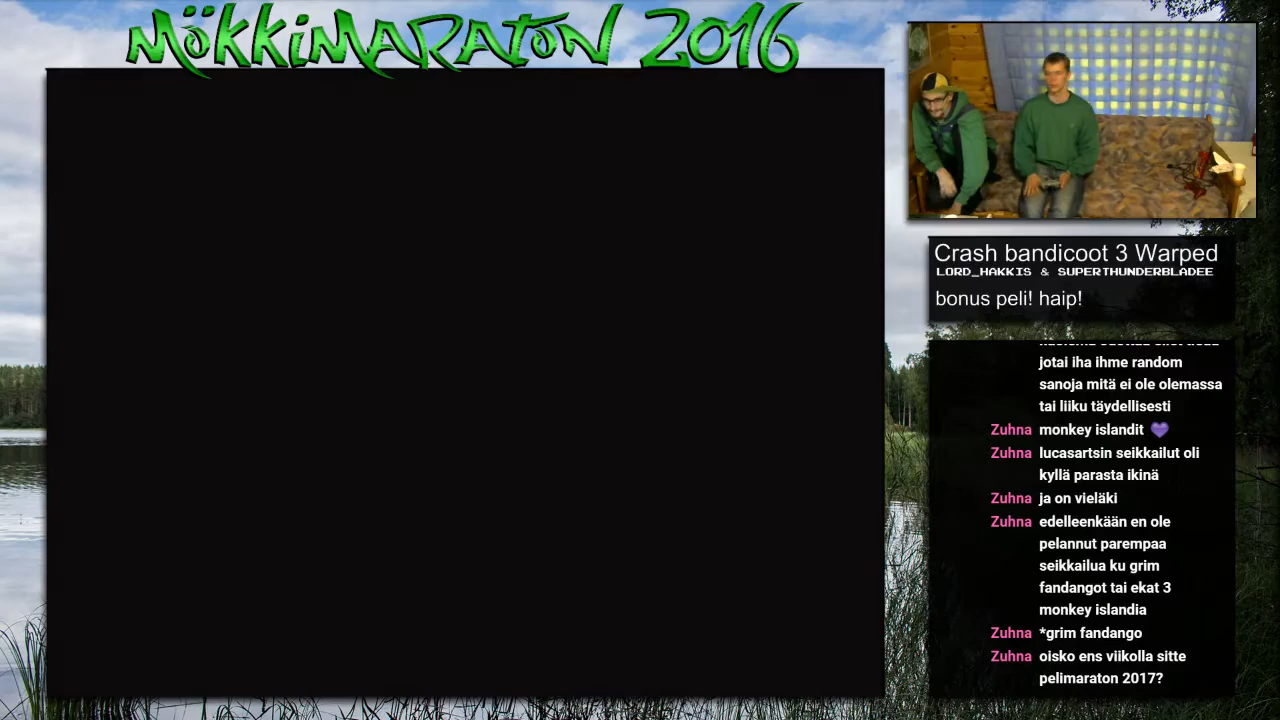 MökkiMARAtoN 2016
Crash bandicoot 3 Warped
LORD_HAKKIS & SUPERTHUNDERBLADEE
bonus peli! haip!
jotai iha ihme random
sanoja mitä ei ole olemassa
tai liiku täydellisesti
Zuhna monkey islandit 💜
Zuhna lucasartsin seikkailut oli
kyllä parasta ikinä
Zuhna ja on vieläki
Zuhna edelleenkään en ole
pelannut parempaa
seikkailua ku grim
fandangot tai ekat 3
monkey islandia
Zuhna *grim fandango
Zuhna oisko ens viikolla sitte
pelimaraton 2017?